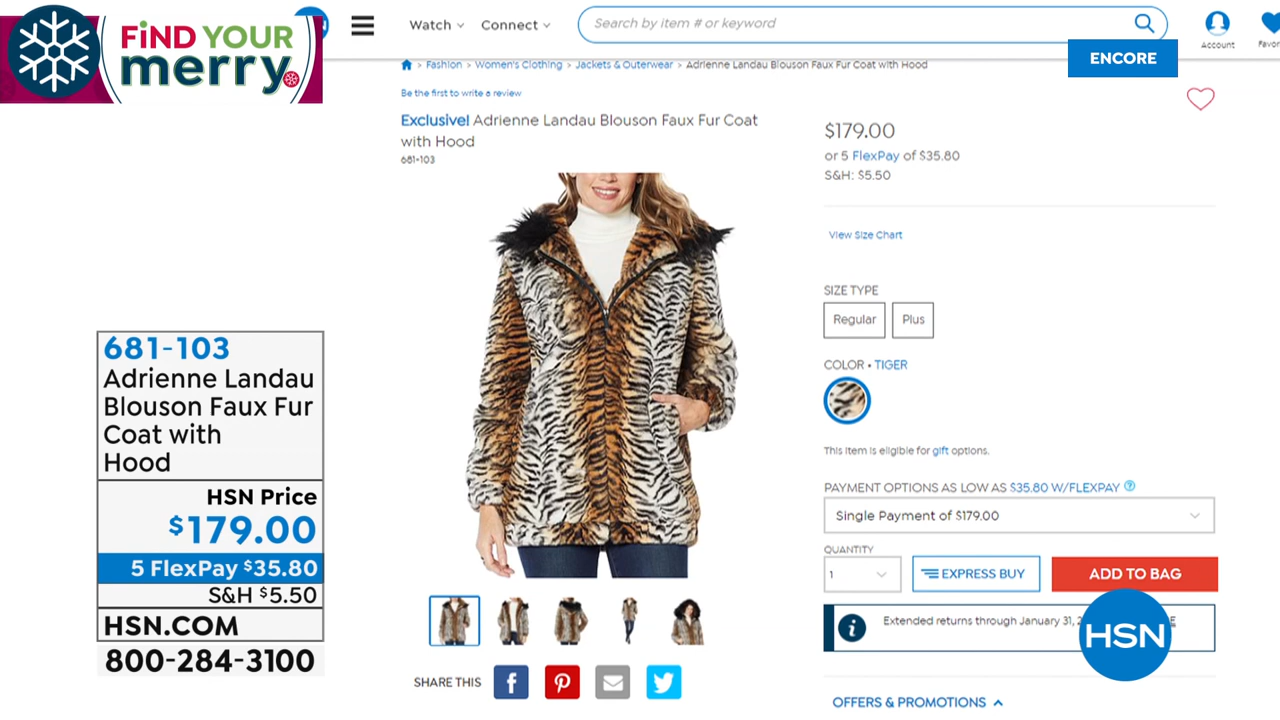 FiND YOUR
merry.
Watch
Connect
Search by item # or keyword
Account
ENCORE
Fashion > Women's Clothing > Jackets & Outerwear > Adrienne Landau Blouson Faux Fur Coat with Hood
Be the first to write a review
Exclusive! Adrienne Landau Blouson Faux Fur Coat
with Hood
681-103
$179.00
or 5 FlexPay of $35.80
S&H: $5.50
View Size Chart
SIZE TYPE
Regular
Plus
COLOR • TIGER
This item is eligible for gift options.
PAYMENT OPTIONS AS LOW AS $35.80 W/FLEXPAY
Single Payment of $179.00
QUANTITY
1
EXPRESS BUY
ADD TO BAG
Extended returns through January 31,
HSN
OFFERS & PROMOTIONS
SHARE THIS
681-103
Adrienne Landau
Blouson Faux Fur
Coat with
Hood
HSN Price
$179.00
5 FlexPay $35.80
S&H $5.50
HSN.COM
800-284-3100